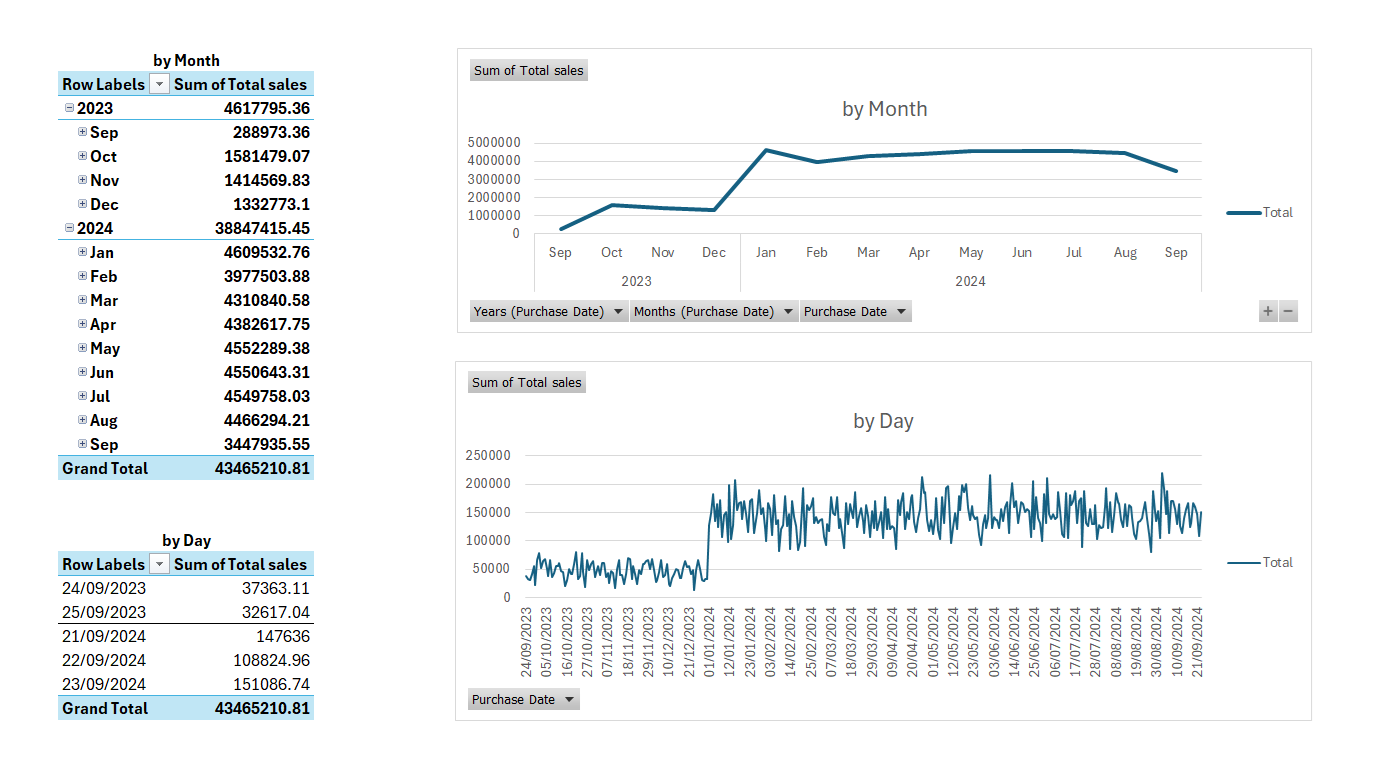 by Month
Row Labels Sum of Total sales
2023 4617795.36
Sep 288973.36
Oct 1581479.07
Nov 1414569.83
Dec 1332773.1
2024 38847415.45
Jan 4609532.76
Feb 3977503.88
Mar 4310840.58
Apr 4382617.75
May 4552289.38
Jun 4550643.31
Jul 4549758.03
Aug 4466294.21
Sep 3447935.55
Grand Total 43465210.81
by Day
Row Labels Sum of Total sales
24/09/2023 37363.11
25/09/2023 32617.04
21/09/2024 147636
22/09/2024 108824.96
23/09/2024 151086.74
Grand Total 43465210.81
Sum of Total sales
by Month
5000000
4000000
3000000
2000000
1000000
0
Sep Oct Nov Dec Jan Feb Mar Apr May Jun Jul Aug Sep
2023 2024
Total
Years (Purchase Date) Months (Purchase Date) Purchase Date + −
Sum of Total sales
by Day
250000
200000
150000
100000
50000
0
24/09/2023
05/10/2023
16/10/2023
27/10/2023
07/11/2023
18/11/2023
29/11/2023
10/12/2023
21/12/2023
01/01/2024
12/01/2024
23/01/2024
03/02/2024
14/02/2024
25/02/2024
07/03/2024
18/03/2024
29/03/2024
09/04/2024
20/04/2024
01/05/2024
12/05/2024
23/05/2024
03/06/2024
14/06/2024
25/06/2024
06/07/2024
17/07/2024
28/07/2024
08/08/2024
19/08/2024
30/08/2024
10/09/2024
21/09/2024
Total
Purchase Date